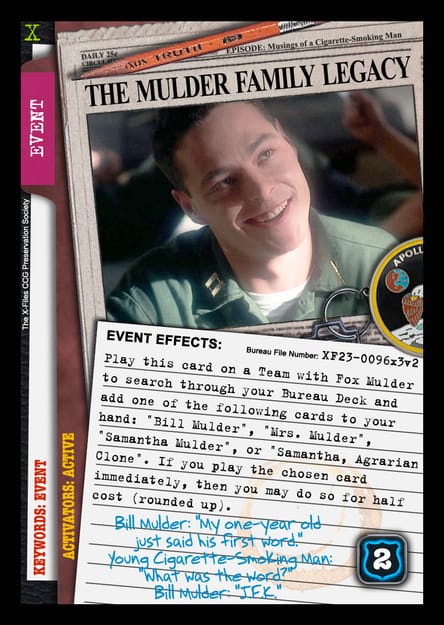 X
DAILY 25¢
TRUTH
EPISODE: Musings of a Cigarette-Smoking Man
THE MULDER FAMILY LEGACY
EVENT
The X-Files CCG Preservation Society
APOLL
EVENT EFFECTS:
Bureau File Number: XF23-0096x3v2
Play this card on a Team with Fox Mulder
to search through your Bureau Deck and
add one of the following cards to your
hand: "Bill Mulder", "Mrs. Mulder",
"Samantha Mulder", or "Samantha, Agrarian
Clone". If you play the chosen card
immediately, then you may do so for half
cost (rounded up).
Bill Mulder: "My one-year old
just said his first word."
Young Cigarette-Smoking Man:
"What was the word?"
Bill Mulder: "J.F.K."
2
KEYWORDS: EVENT
ACTIVATORS: ACTIVE